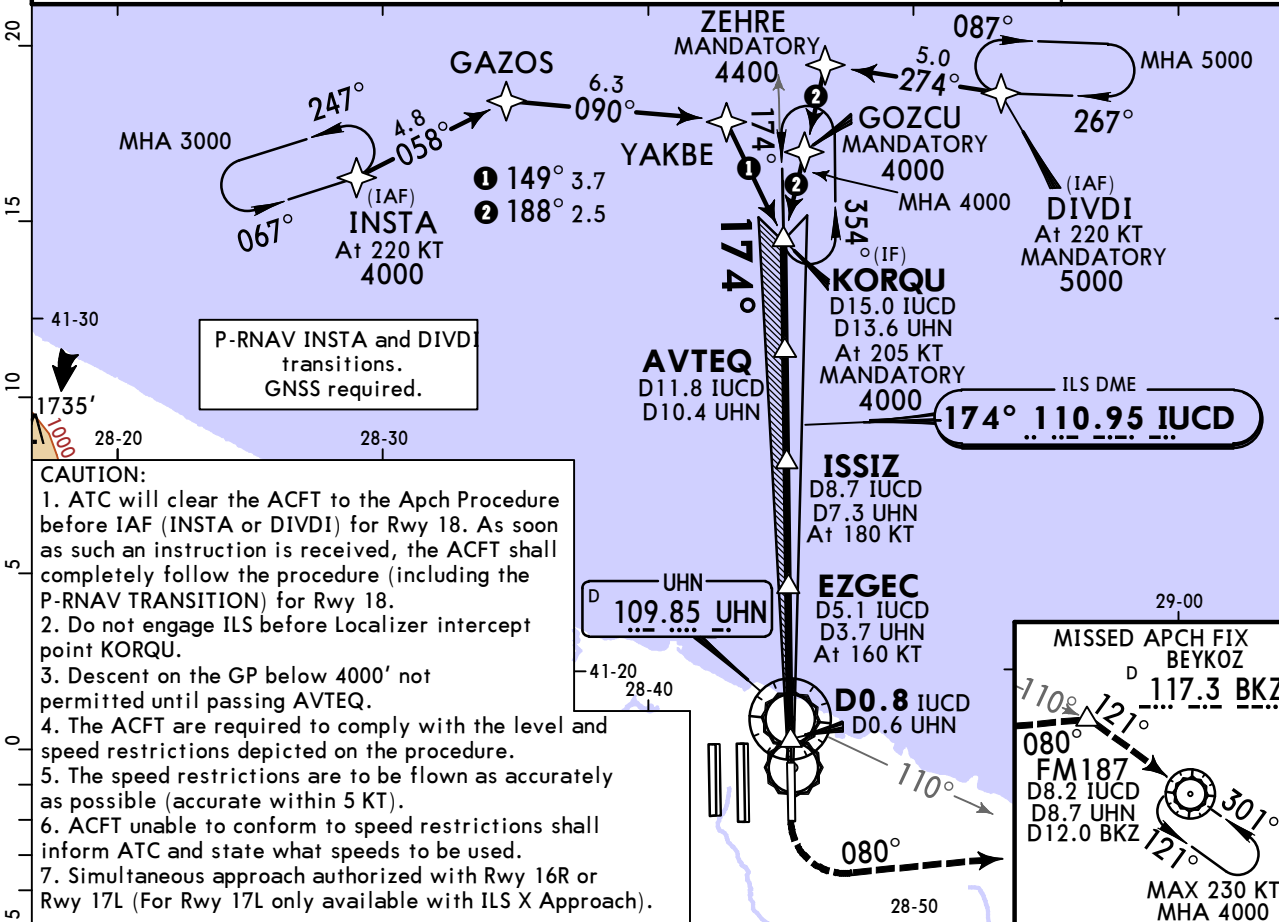 20
15
10
5
0
5
ZEHRE
MANDATORY
4400
087°
MHA 5000
5.0
274°
267°
GAZOS
6.3
090°
247°
MHA 3000
4.8
058°
YAKBE
174°
❶
❷
❷
GOZCU
MANDATORY
4000
MHA 4000
(IAF)
DIVDI
At 220 KT
MANDATORY
5000
(IAF)
INSTA
At 220 KT
4000
067°
❶ 149° 3.7
❷ 188° 2.5
174°
354°
(IF)
KORQU
D15.0 IUCD
D13.6 UHN
At 205 KT
MANDATORY
4000
41-30
P-RNAV INSTA and DIVDI
transitions.
GNSS required.
AVTEQ
D11.8 IUCD
D10.4 UHN
ILS DME
174° 110.95 IUCD
1735'
1000
28-20
28-30
ISSIZ
D8.7 IUCD
D7.3 UHN
At 180 KT
CAUTION:
1. ATC will clear the ACFT to the Apch Procedure
before IAF (INSTA or DIVDI) for Rwy 18. As soon
as such an instruction is received, the ACFT shall
completely follow the procedure (including the
P-RNAV TRANSITION) for Rwy 18.
2. Do not engage ILS before Localizer intercept
point KORQU.
3. Descent on the GP below 4000' not
permitted until passing AVTEQ.
4. The ACFT are required to comply with the level and
speed restrictions depicted on the procedure.
5. The speed restrictions are to be flown as accurately
as possible (accurate within 5 KT).
6. ACFT unable to conform to speed restrictions shall
inform ATC and state what speeds to be used.
7. Simultaneous approach authorized with Rwy 16R or
Rwy 17L (For Rwy 17L only available with ILS X Approach).
UHN
D 109.85 UHN
EZGEC
D5.1 IUCD
D3.7 UHN
At 160 KT
41-20
28-40
D0.8 IUCD
D0.6 UHN
110°
080°
28-50
29-00
MISSED APCH FIX
BEYKOZ
D 117.3 BKZ
110°
121°
080°
FM187
D8.2 IUCD
D8.7 UHN
D12.0 BKZ
301°
121°
MAX 230 KT
MHA 4000